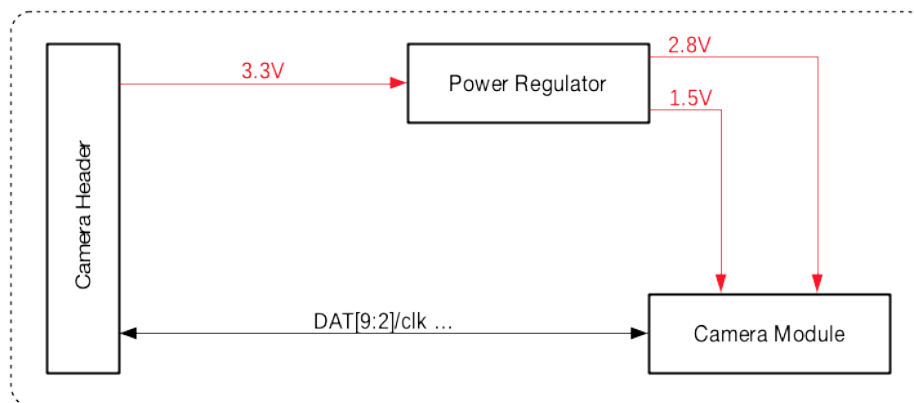 3.3V
Power Regulator
2.8V
1.5V
Camera Header
DAT[9:2]/clk ...
Camera Module